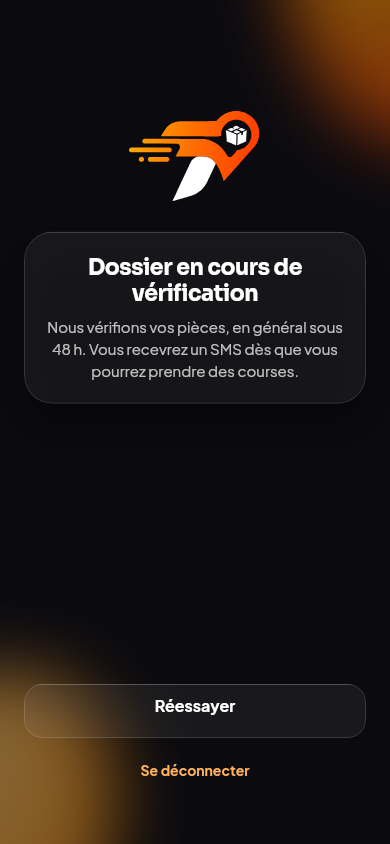 Dossier en cours de
vérification
Nous vérifions vos pièces, en général sous
48 h. Vous recevrez un SMS dès que vous
pourrez prendre des courses.
Réessayer
Se déconnecter